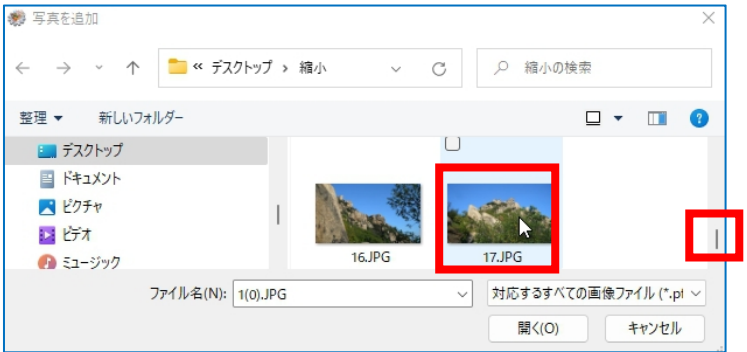 写真を追加
« デスクトップ › 縮小
縮小の検索
整理
新しいフォルダー
デスクトップ
ドキュメント
ピクチャ
ビデオ
ミュージック
16.JPG
17.JPG
ファイル名(N):
1(0).JPG
対応するすべての画像ファイル (*.pf
開く(O)
キャンセル